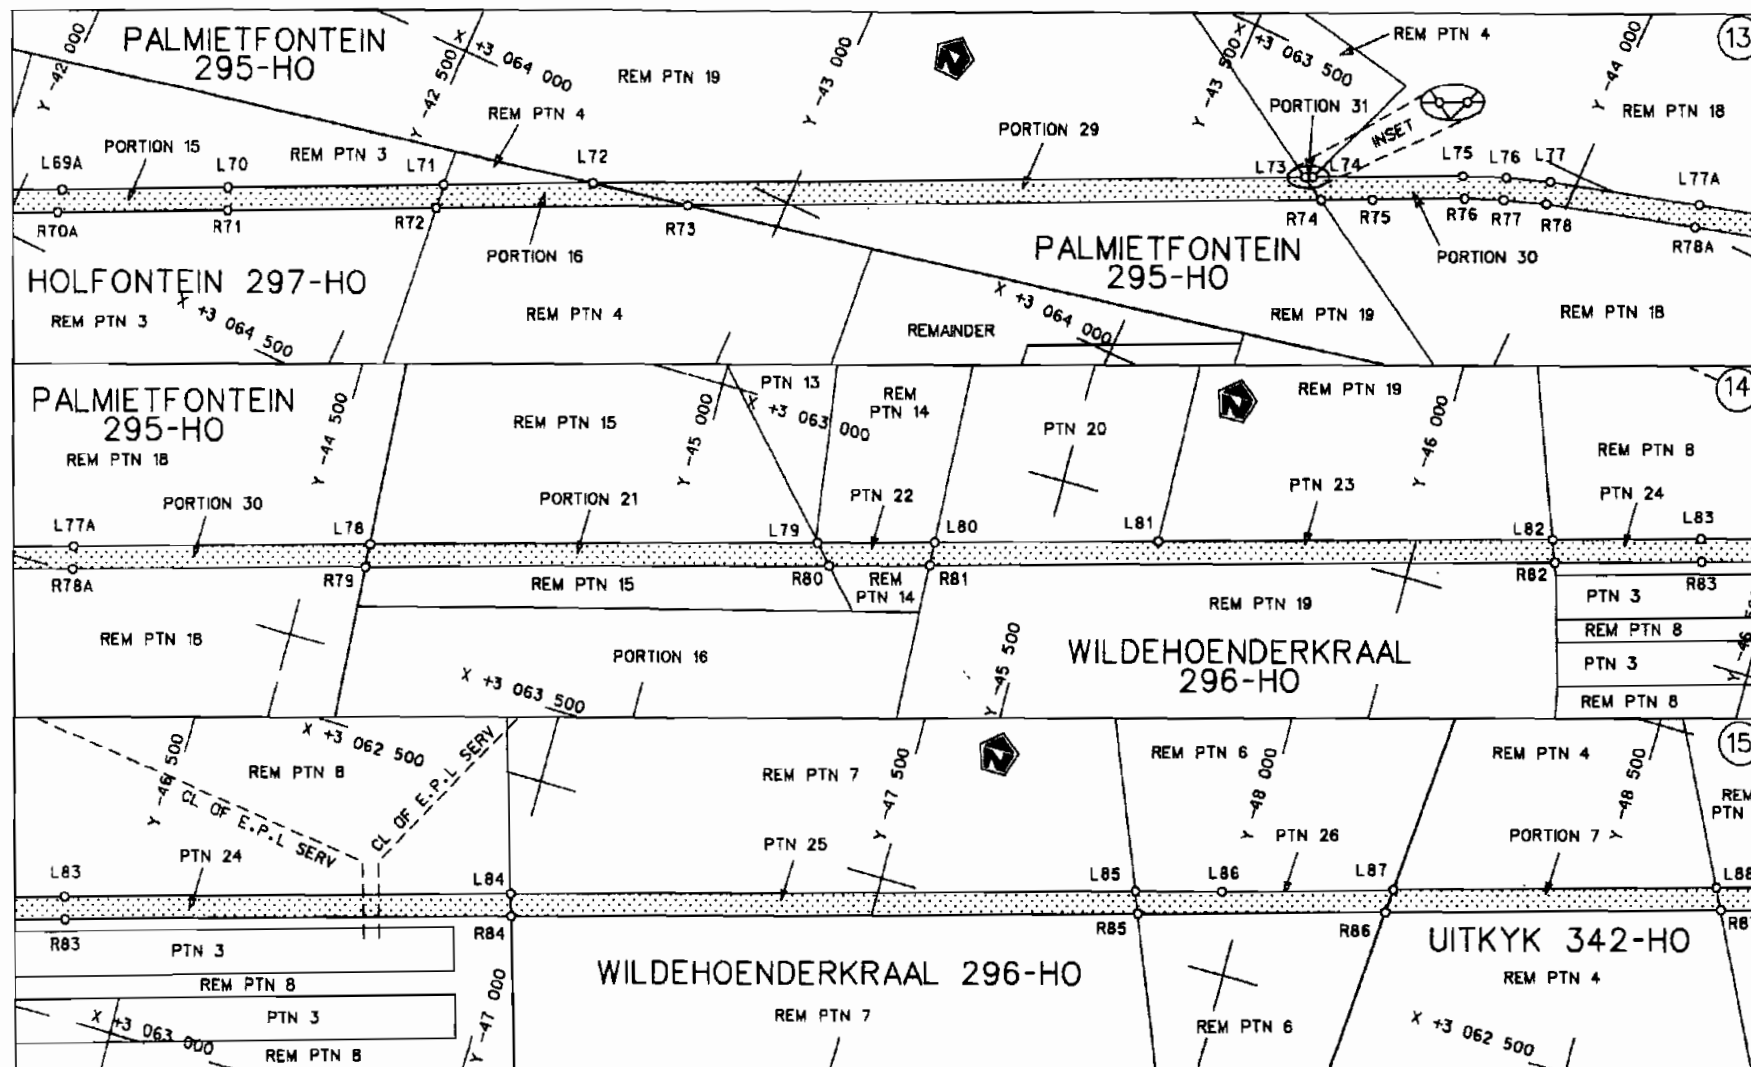 Y -42 000
PALMIETFONTEIN
295-HO
Y -42 500
X +3 064 000
REM PTN 19
Y -43 000
N
Y -43 500
X +3 063 500
REM PTN 4
Y -44 000
13
REM PTN 4
PORTION 31
REM PTN 18
INSET
PORTION 15
REM PTN 3
PORTION 29
L69A
L70
L71
L72
L73
L74
L75
L76
L77
L77A
R70A
R71
R72
R73
R74
R75
R76
R77
R78
R78A
PORTION 16
PORTION 30
HOLFONTEIN 297-HO
PALMIETFONTEIN
295-HO
X +3 064 500
X +3 064 000
REM PTN 3
REM PTN 4
REMAINDER
REM PTN 19
REM PTN 18
PALMIETFONTEIN
295-HO
REM PTN 18
Y -44 500
REM PTN 15
Y -45 000
PTN 13
X +3 063 000
REM
PTN 14
PTN 20
N
REM PTN 19
Y -46 000
14
REM PTN 8
PORTION 30
PORTION 21
PTN 22
PTN 23
PTN 24
L77A
L78
L79
L80
L81
L82
L83
R78A
R79
REM PTN 15
R80
REM
PTN 14
R81
R82
R83
REM PTN 18
PORTION 16
X +3 063 500
Y -45 500
REM PTN 19
WILDEHOENDERKRAAL
296-HO
PTN 3
REM PTN 8
PTN 3
REM PTN 8
Y -46 500
X +3 062 500
REM PTN 8
CL OF E.P.L SERV
CL OF E.P.L SERV
REM PTN 7
Y -47 500
N
REM PTN 6
Y -48 000
REM PTN 4
Y -48 500
15
REM
PTN
PTN 24
PTN 25
PTN 26
PORTION 7
L83
L84
L85
L86
L87
L88
R83
R84
R85
R86
PTN 3
REM PTN 8
PTN 3
REM PTN 8
X +3 063 000
Y -47 000
WILDEHOENDERKRAAL 296-HO
REM PTN 7
REM PTN 6
UITKYK 342-HO
REM PTN 4
X +3 062 500